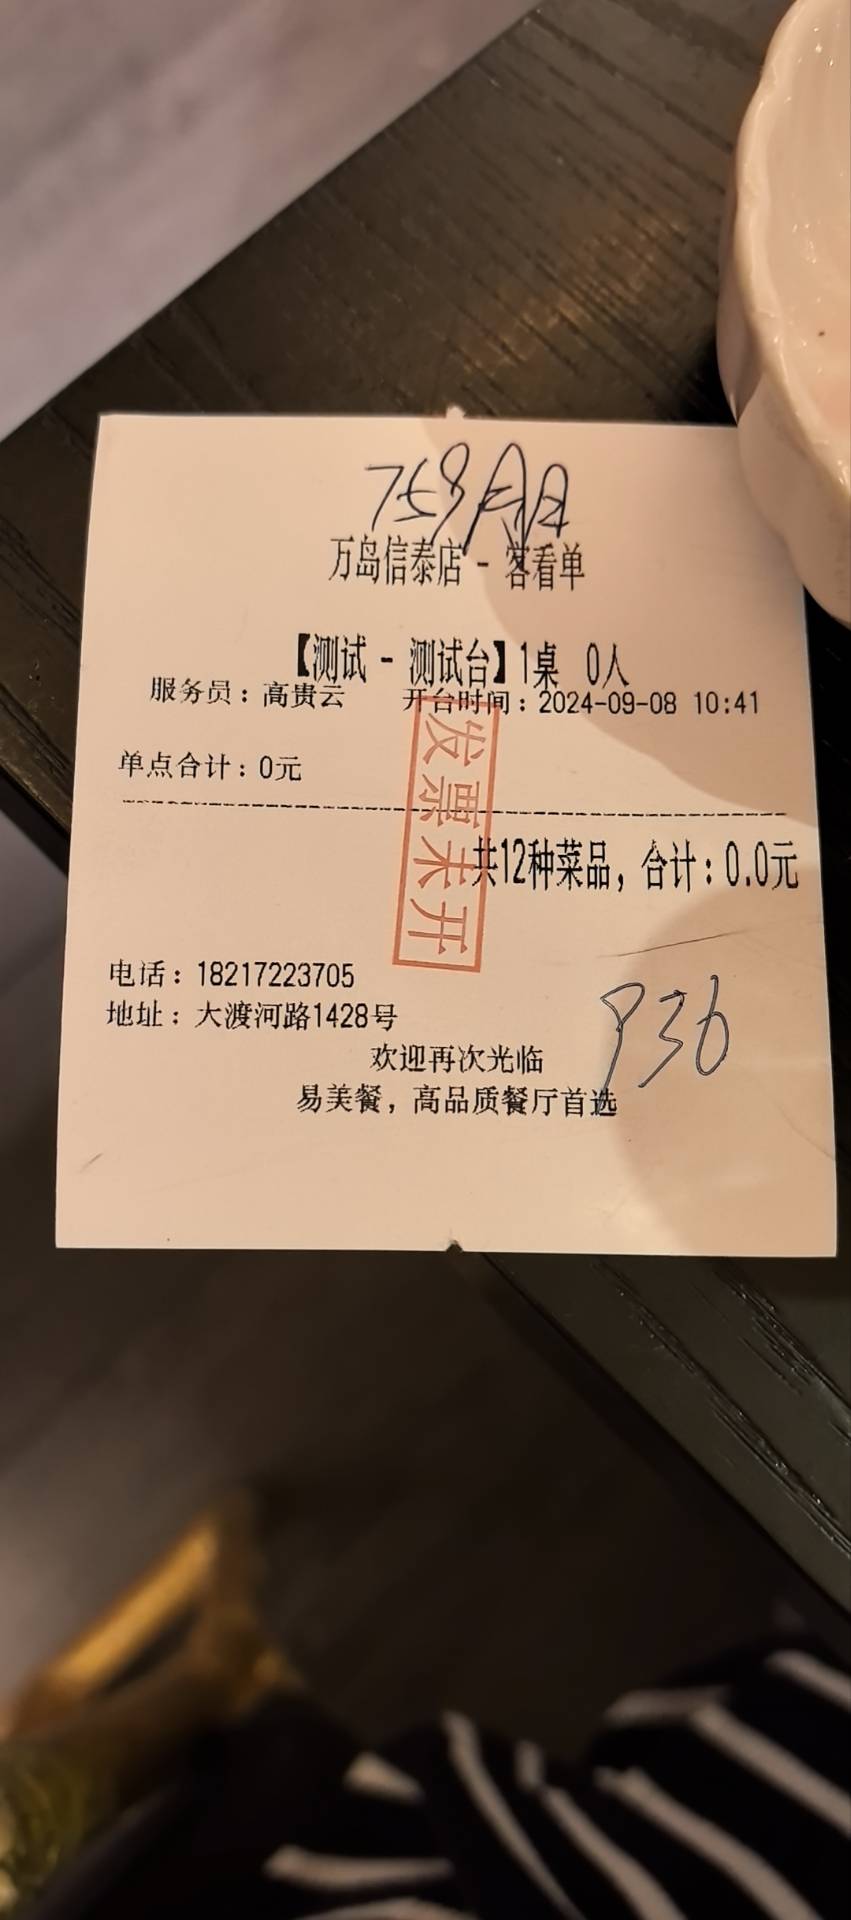 759
万岛信泰店 - 客看单
【测试 - 测试台】1桌 0人
服务员：高贵云 开台时间：2024-09-08 10:41
单点合计：0元
发票未开
共12种菜品，合计：0.0元
电话：18217223705
地址：大渡河路1428号
936
欢迎再次光临
易美餐，高品质餐厅首选